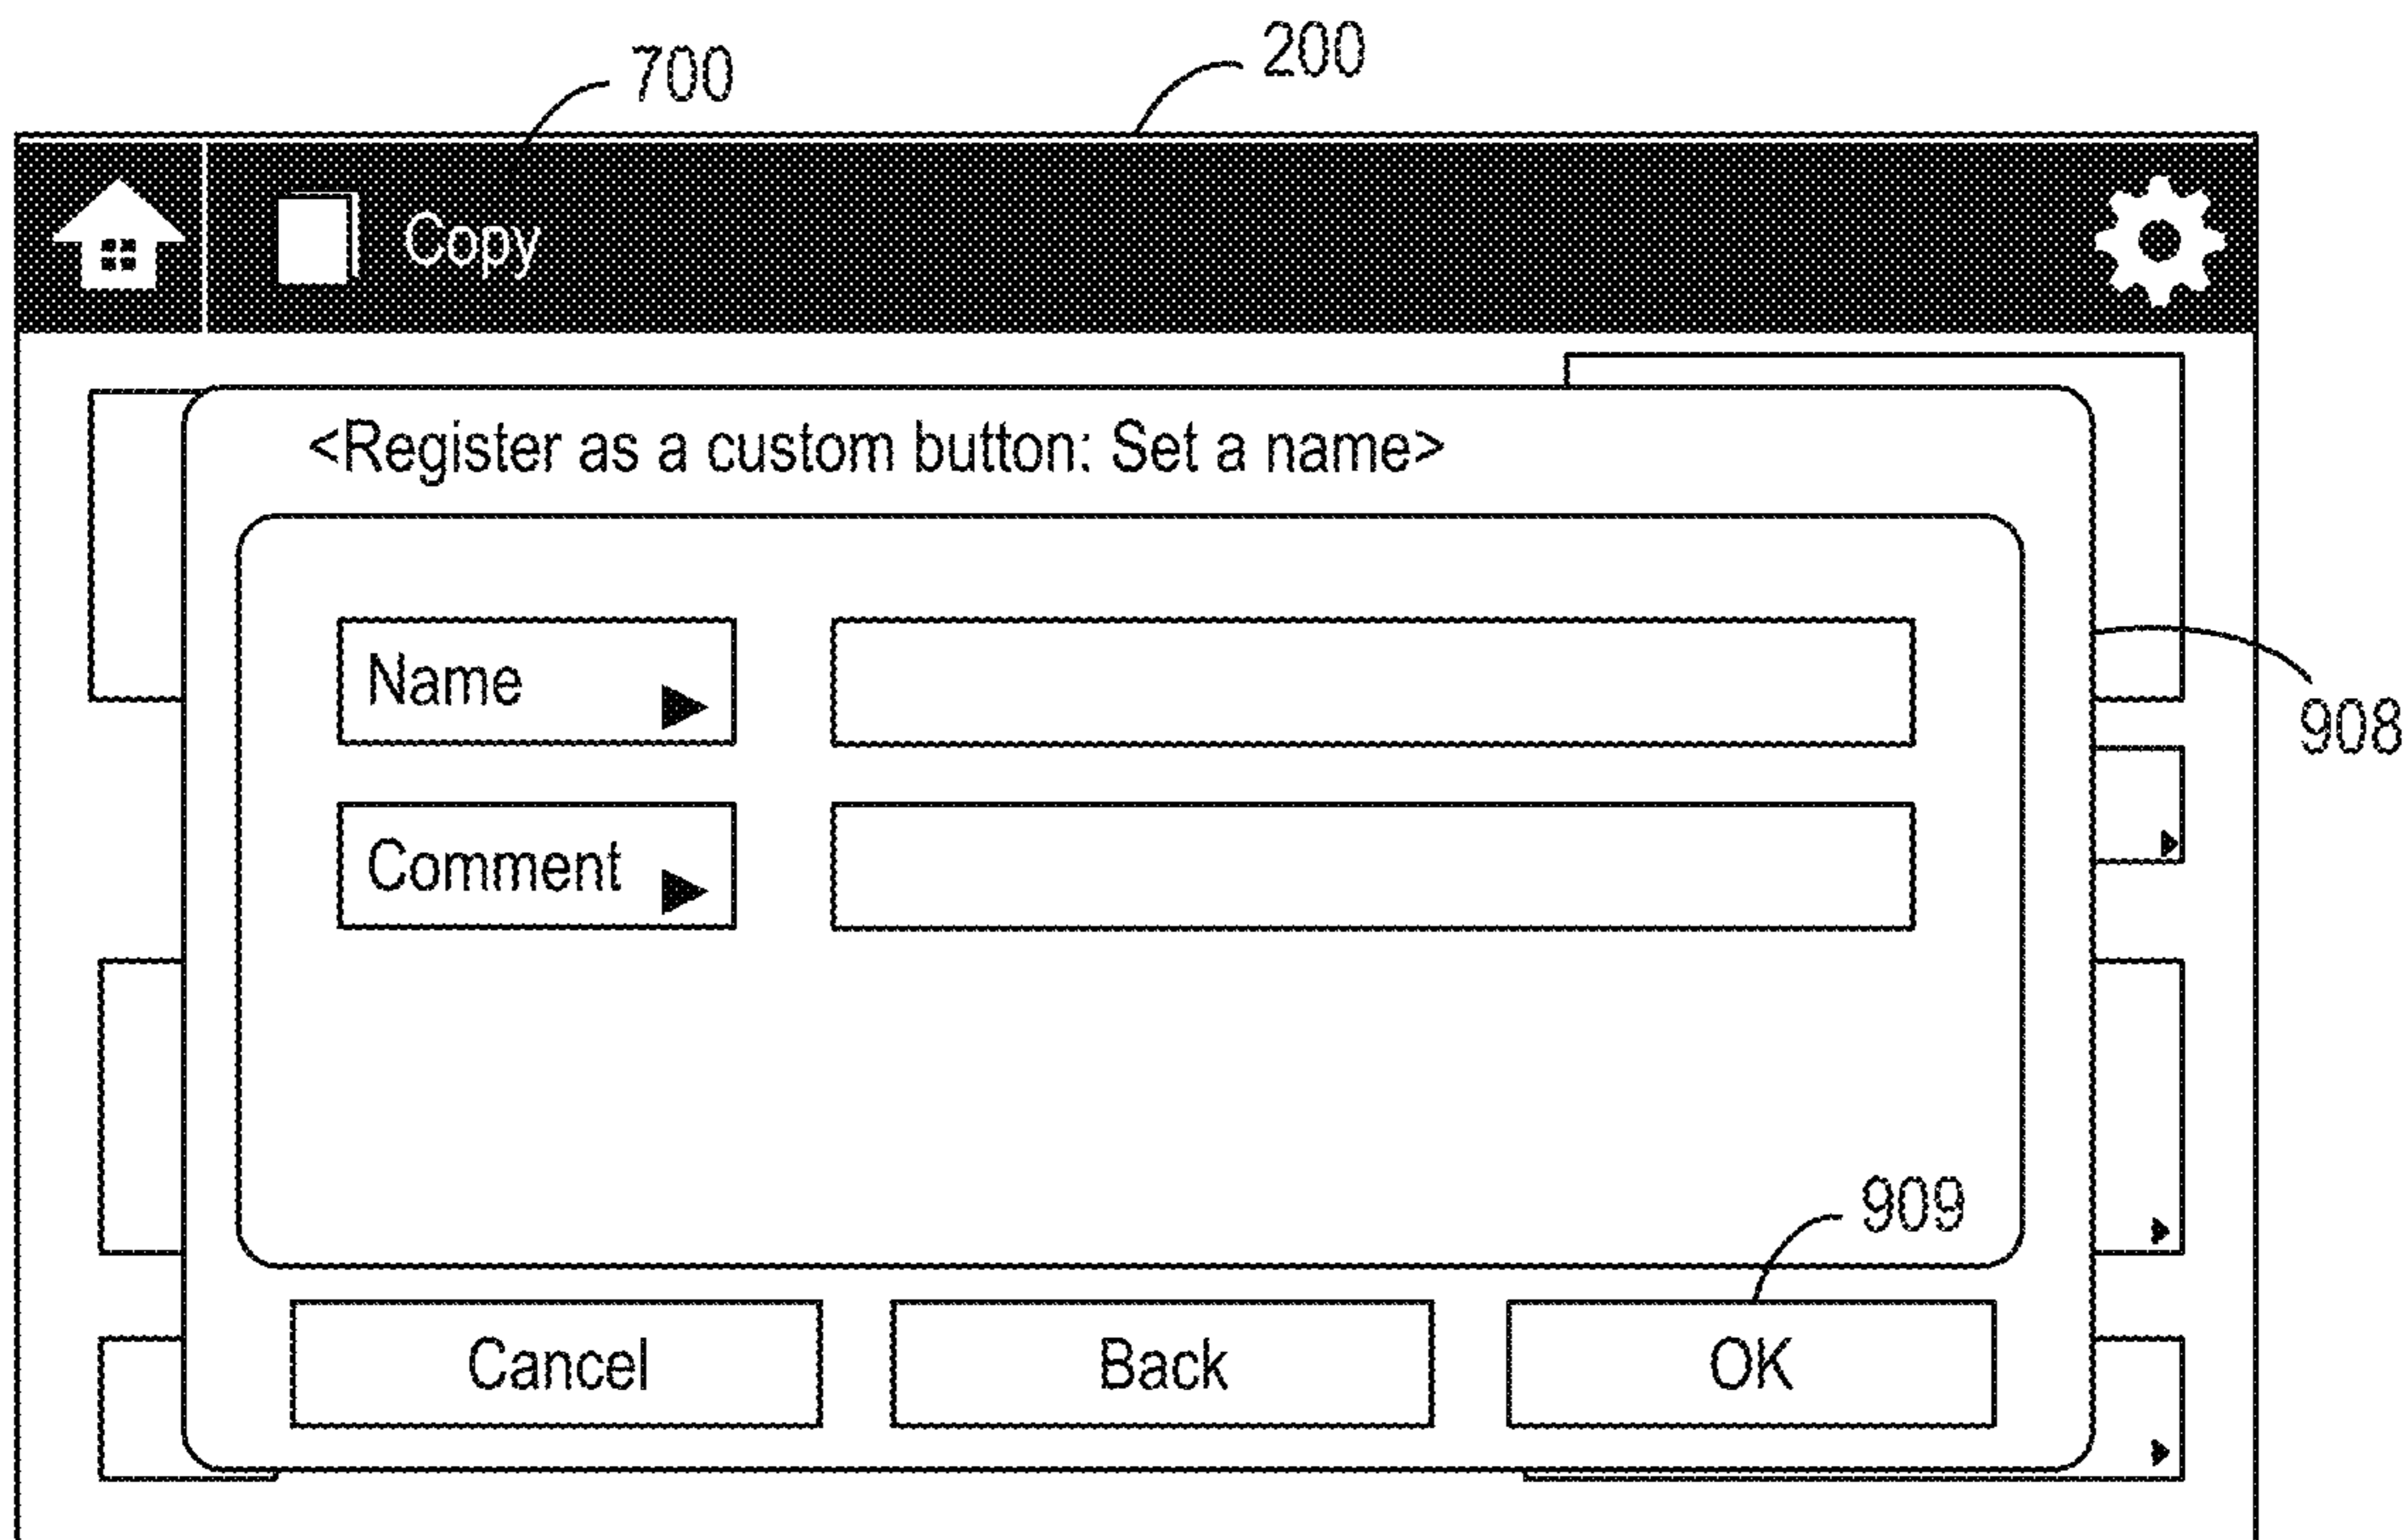 700
200
Copy
<Register as a custom button: Set a name>
Name
908
Comment
909
Cancel
Back
OK